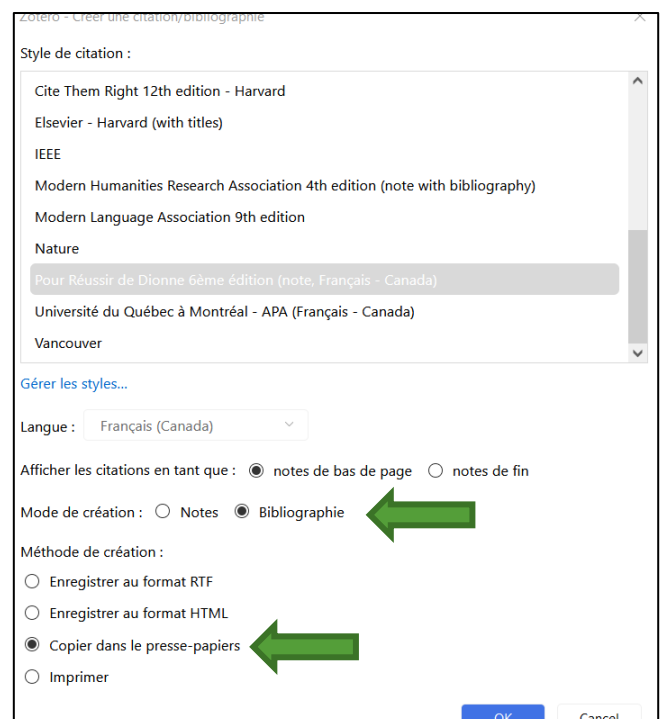 Zotero - Créer une citation/bibliographie
Style de citation :
Cite Them Right 12th edition - Harvard
Elsevier - Harvard (with titles)
IEEE
Modern Humanities Research Association 4th edition (note with bibliography)
Modern Language Association 9th edition
Nature
Pour Réussir de Dionne 6ème édition (note, Français - Canada)
Université du Québec à Montréal - APA (Français - Canada)
Vancouver
Gérer les styles...
Langue : Français (Canada)
Afficher les citations en tant que : notes de bas de page notes de fin
Mode de création : Notes Bibliographie
Méthode de création :
Enregistrer au format RTF
Enregistrer au format HTML
Copier dans le presse-papiers
Imprimer
OK Cancel